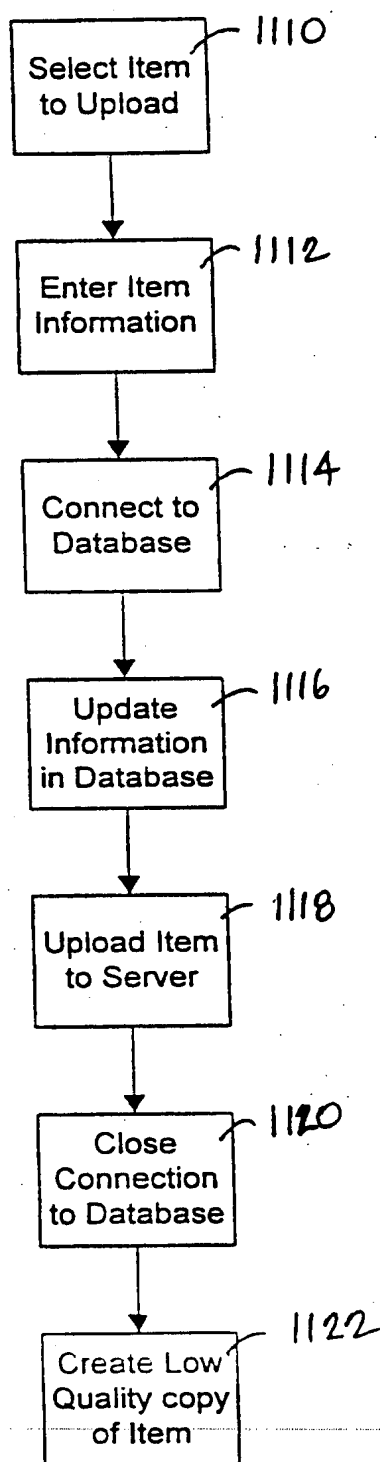 1110
Select Item
to Upload
1112
Enter Item
Information
1114
Connect to
Database
1116
Update
Information
in Database
1118
Upload Item
to Server
1120
Close
Connection
to Database
1122
Create Low
Quality copy
of Item